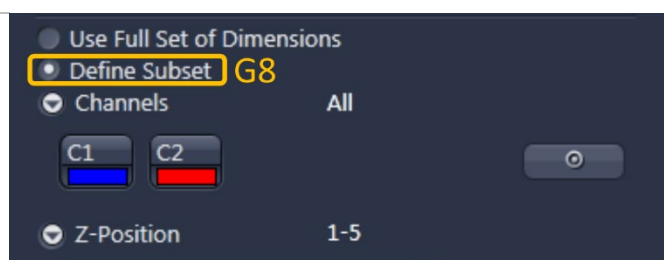 Use Full Set of Dimensions
Define Subset G8
Channels All
C1 C2
Z-Position 1-5